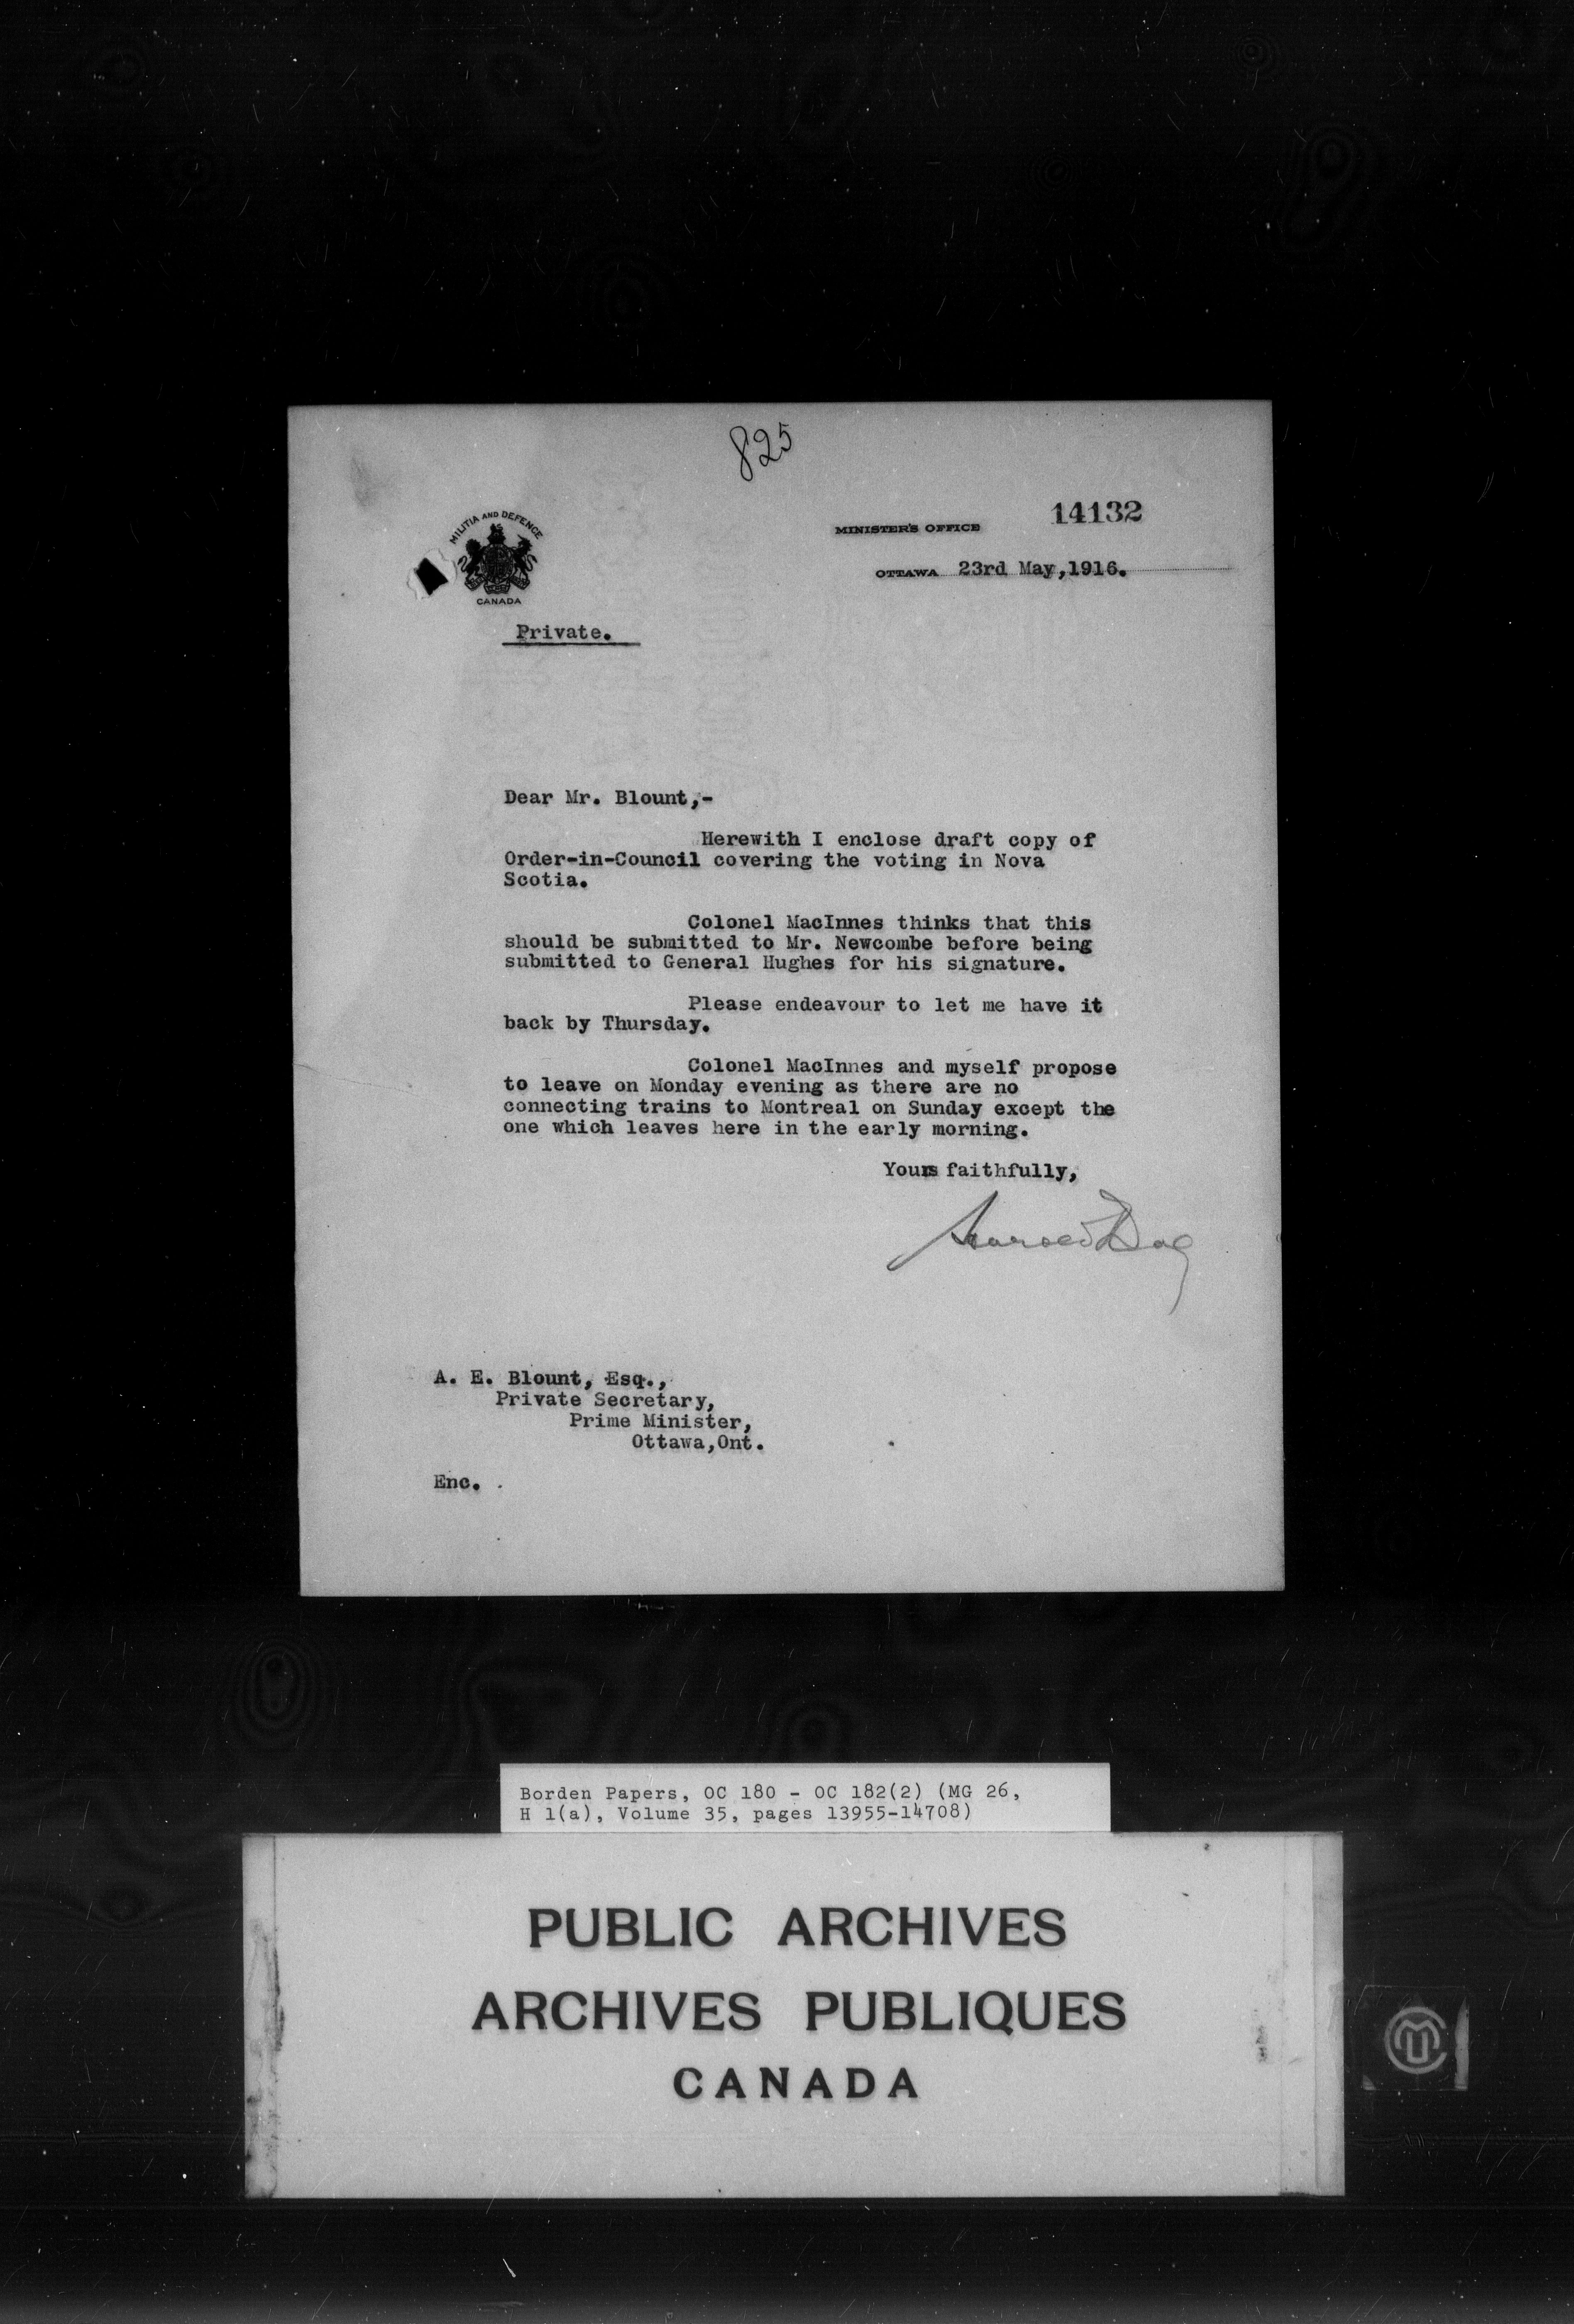 825
14132
MILITIA AND DEFENCE
CANADA
MINISTER'S OFFICE
OTTAWA 23rd May, 1916.
Private.
Dear Mr. Blount,-
Herewith I enclose draft copy of
Order-in-Council covering the voting in Nova
Scotia.
Colonel MacInnes thinks that this
should be submitted to Mr. Newcombe before being
submitted to General Hughes for his signature.
Please endeavour to let me have it
back by Thursday.
Colonel MacInnes and myself propose
to leave on Monday evening as there are no
connecting trains to Montreal on Sunday except the
one which leaves here in the early morning.
Yours faithfully,
A. E. Blount, Esq.,
Private Secretary,
Prime Minister,
Ottawa,Ont.
Enc.
Borden Papers, OC 180 - OC 182(2) (MG 26,
H 1(a), Volume 35, pages 13955-14708)
PUBLIC ARCHIVES
ARCHIVES PUBLIQUES
CANADA